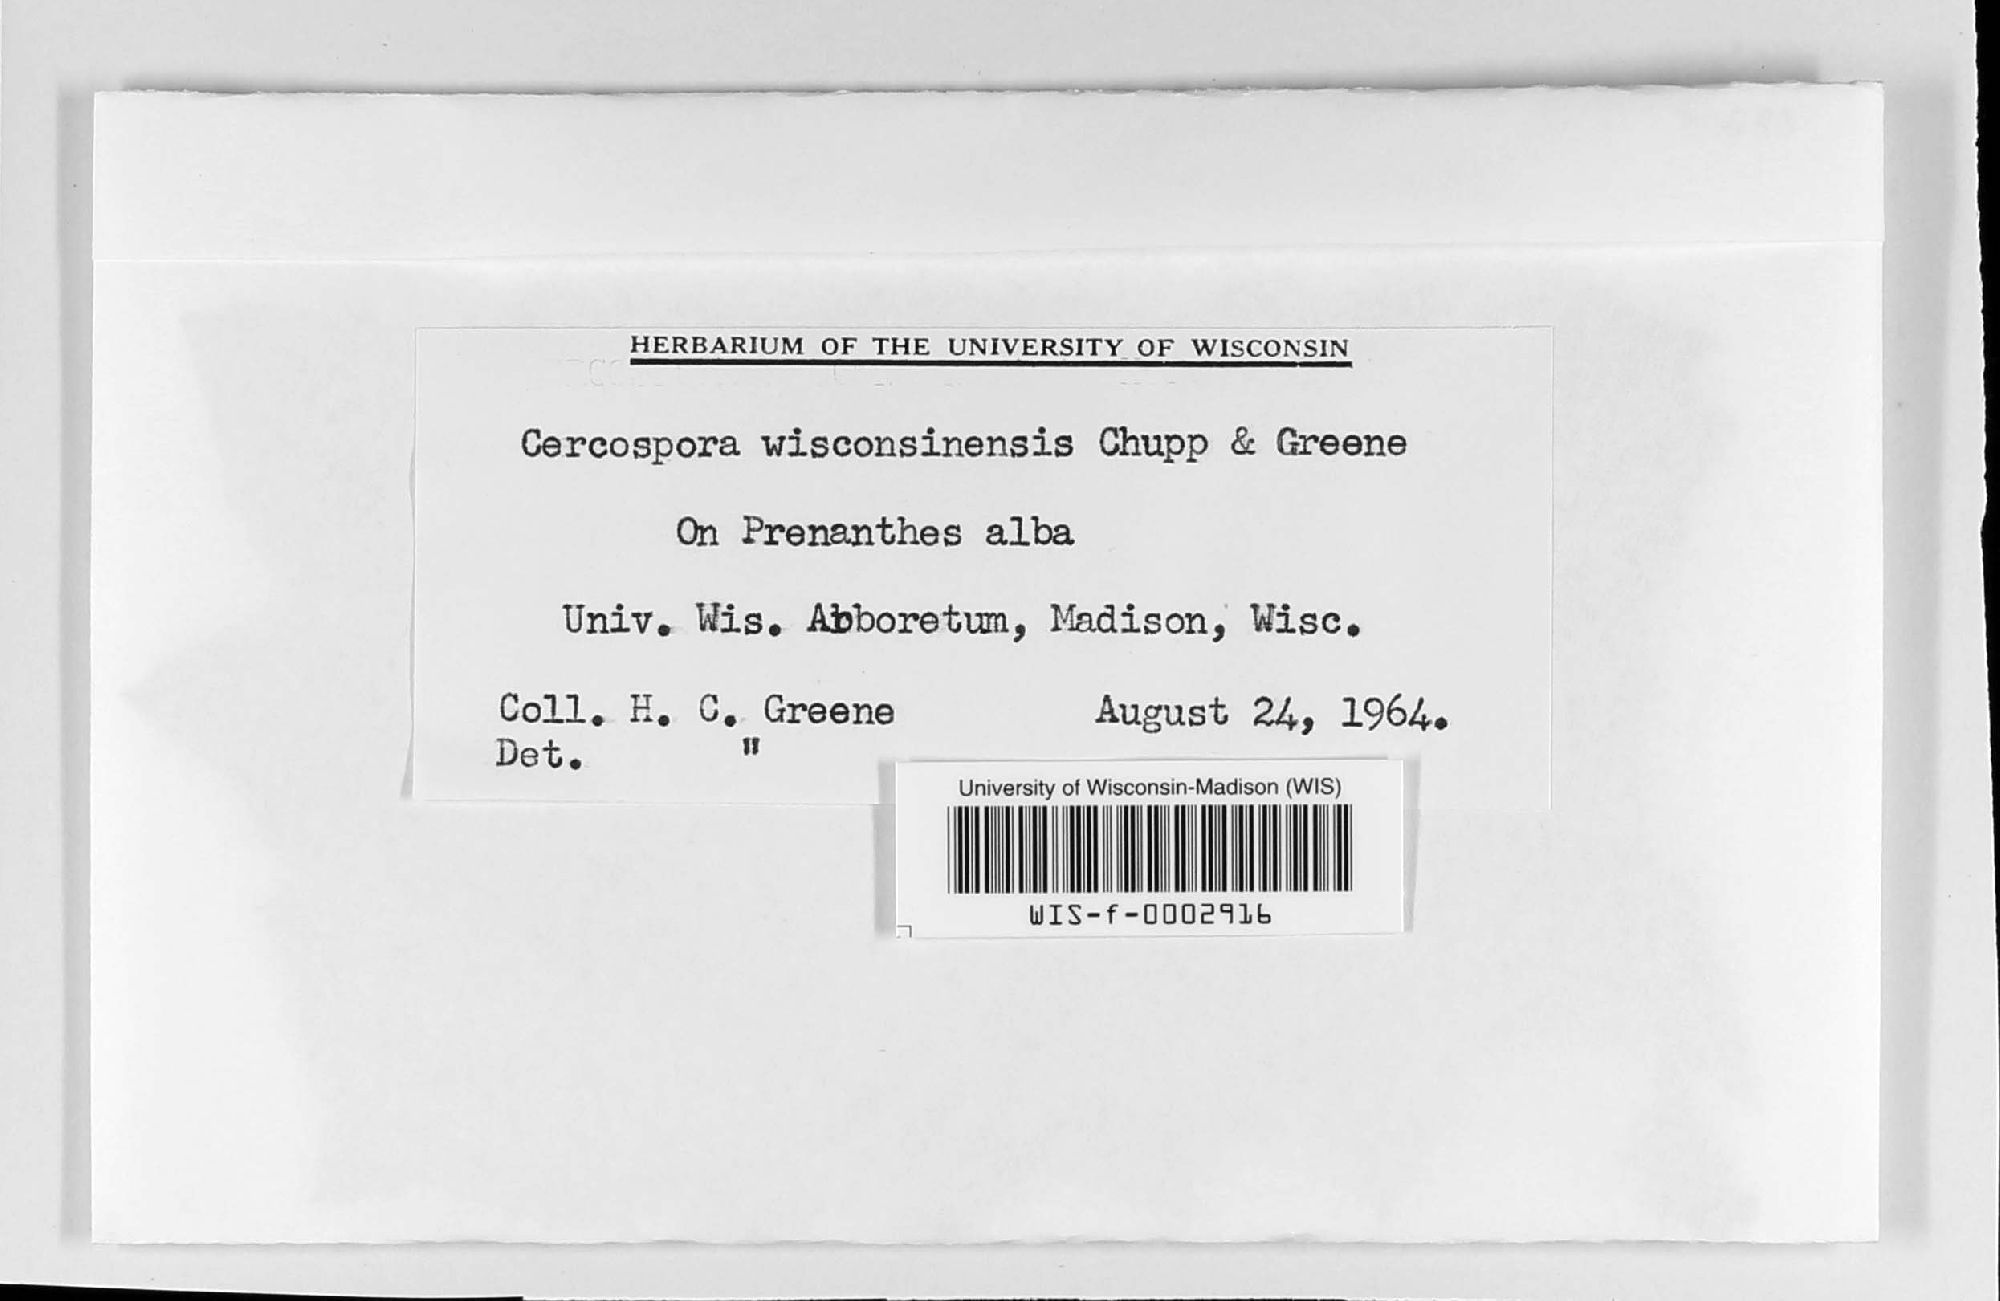 HERBARIUM OF THE UNIVERSITY OF WISCONSIN
Cercospora wisconsinensis Chupp & Greene
On Prenanthes alba
Univ. Wis. Abboretum, Madison, Wisc.
Coll. H. C. Greene August 24, 1964.
Det. "
University of Wisconsin-Madison (WIS)
WIS-f-0002916